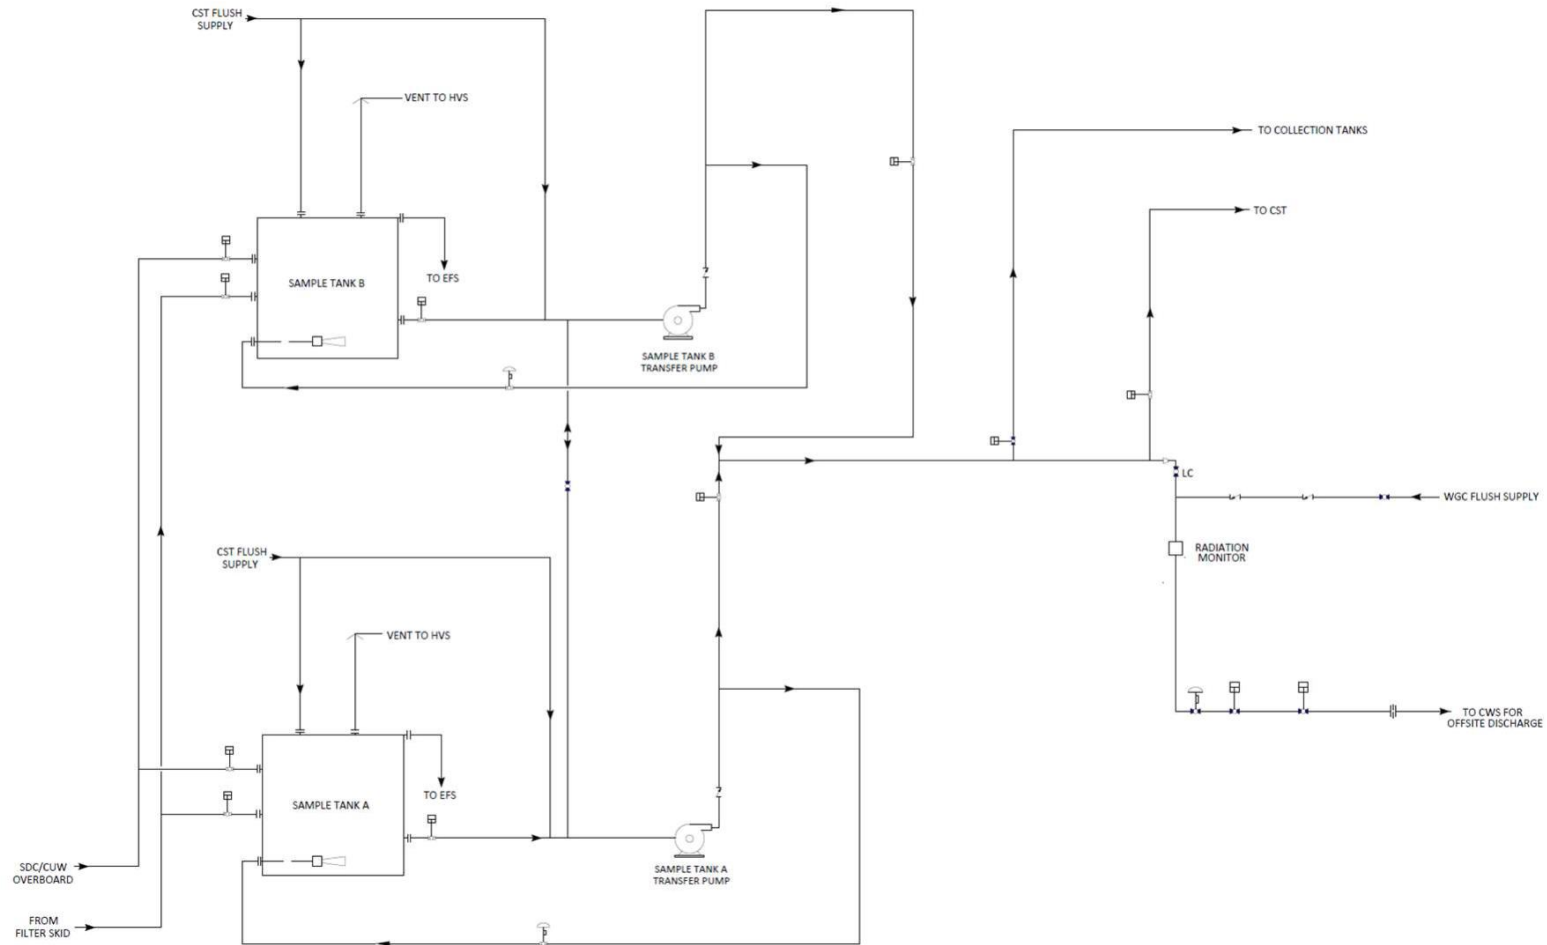 CST FLUSH
SUPPLY
VENT TO HVS
TO COLLECTION TANKS
TO CST
SAMPLE TANK B
TO EFS
SAMPLE TANK B
TRANSFER PUMP
LC
WGC FLUSH SUPPLY
CST FLUSH
SUPPLY
RADIATION
MONITOR
VENT TO HVS
TO CWS FOR
OFFSITE DISCHARGE
SAMPLE TANK A
TO EFS
SAMPLE TANK A
TRANSFER PUMP
SDC/CUW
OVERBOARD
FROM
FILTER SKID